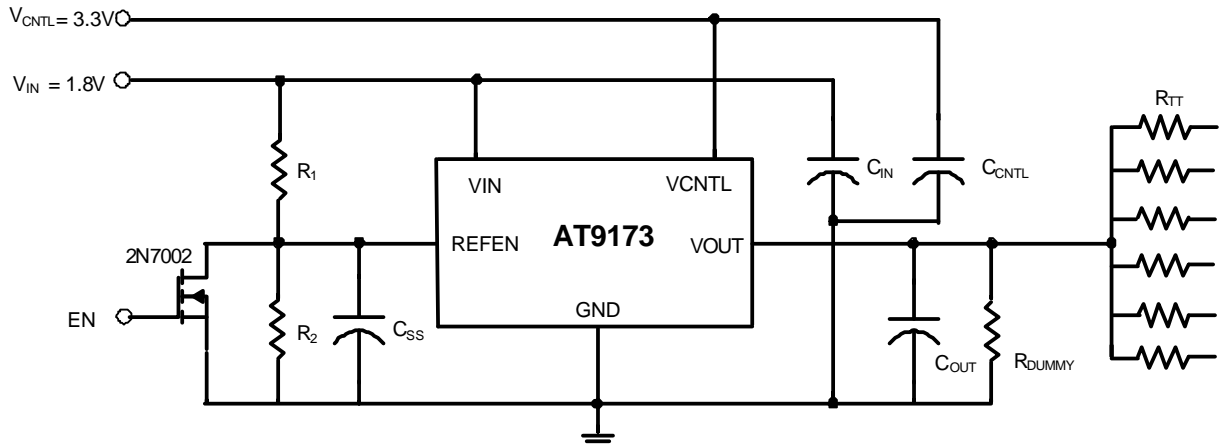 VCNTL = 3.3V
VIN = 1.8V
RTT
R1
VIN
VCNTL
CIN
CCNTL
2N7002
REFEN
AT9173
VOUT
EN
R2
CSS
GND
COUT
RDUMMY